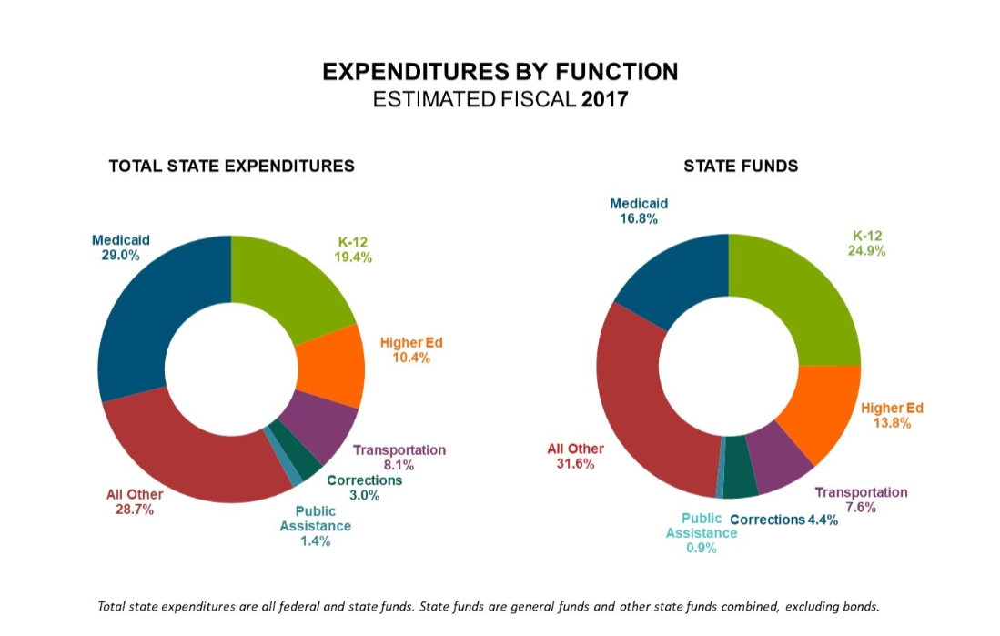 EXPENDITURES BY FUNCTION
ESTIMATED FISCAL 2017
TOTAL STATE EXPENDITURES
Medicaid
29.0%
K-12
19.4%
Higher Ed
10.4%
Transportation
8.1%
Corrections
3.0%
Public
Assistance
1.4%
All Other
28.7%
STATE FUNDS
Medicaid
16.8%
K-12
24.9%
Higher Ed
13.8%
Transportation
7.6%
Corrections 4.4%
Public
Assistance
0.9%
All Other
31.6%
Total state expenditures are all federal and state funds. State funds are general funds and other state funds combined, excluding bonds.